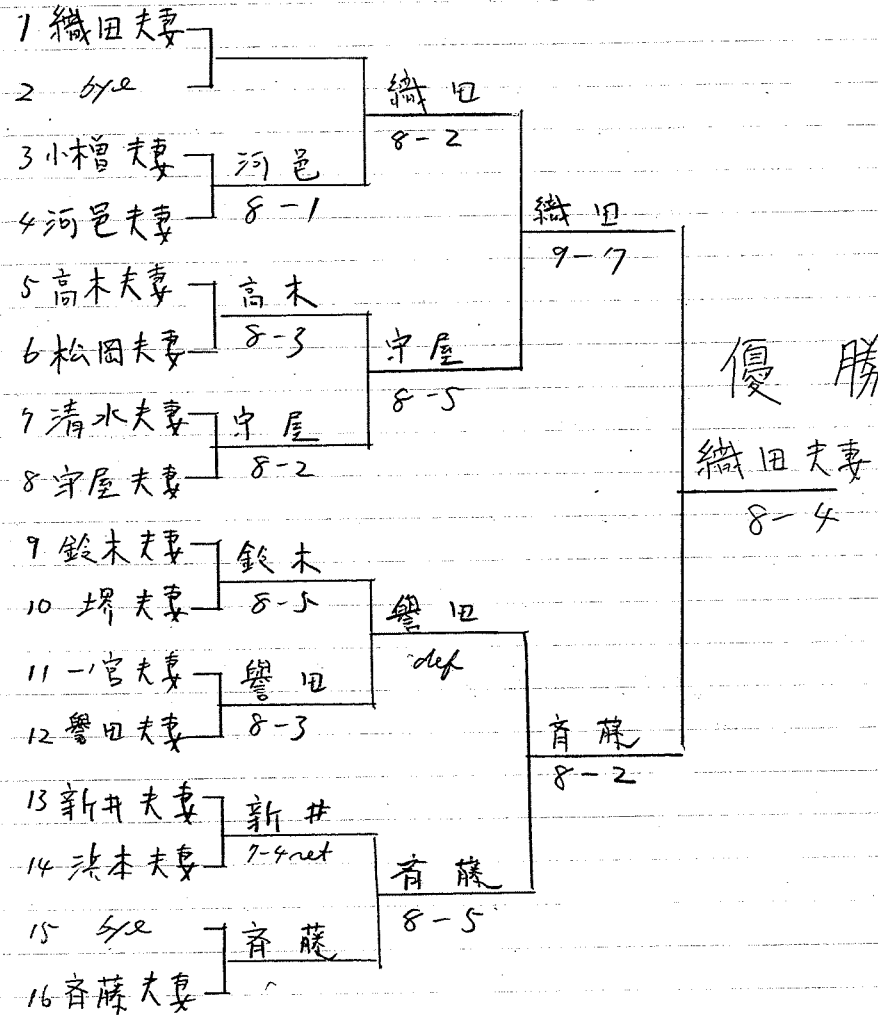 1 織田夫妻
2 bye
織田
8-2
3 小槽夫妻
河邑
8-1
4 河邑夫妻
織田
9-7
5 高木夫妻
高木
8-3
6 松岡夫妻
守屋
8-5
7 清水夫妻
守屋
8-2
8 守屋夫妻
優勝
織田夫妻
8-4
9 鈴木夫妻
鈴木
8-5
10 堺夫妻
誉田
def
11 一宮夫妻
譽田
8-3
12 譽田夫妻
斉藤
8-2
13 新井夫妻
新井
7-4 ret
14 浜本夫妻
斉藤
8-5
15 bye
斉藤
16 斉藤夫妻